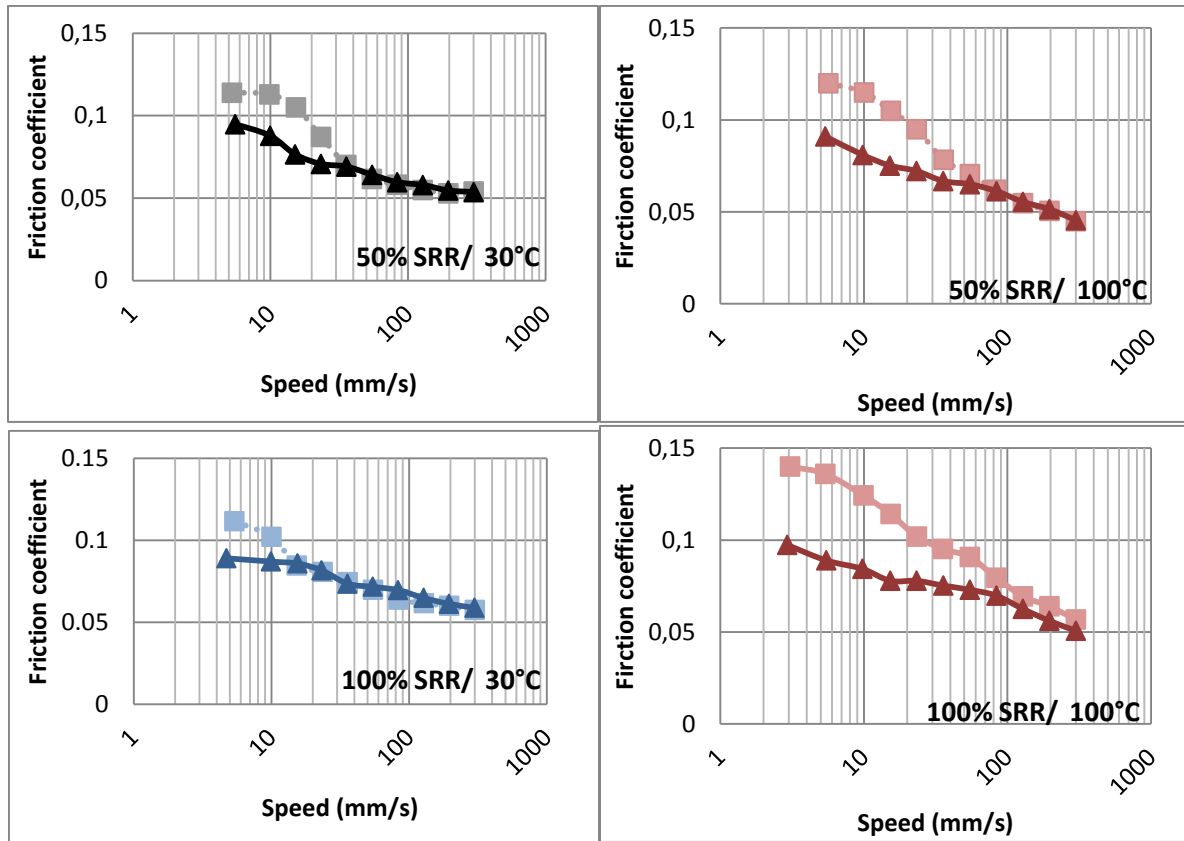 0,15
0,1
0,05
0
Friction coefficient
50% SRR/ 30°C
1
10
100
1000
Speed (mm/s)
0,15
0,1
0,05
0
Firction coefficient
50% SRR/ 100°C
1
10
100
1000
Speed (mm/s)
0.15
0.1
0.05
0
Friction coefficient
100% SRR/ 30°C
1
10
100
1000
Speed (mm/s)
0,15
0,1
0,05
0
Firction coefficient
100% SRR/ 100°C
1
10
100
1000
Speed (mm/s)